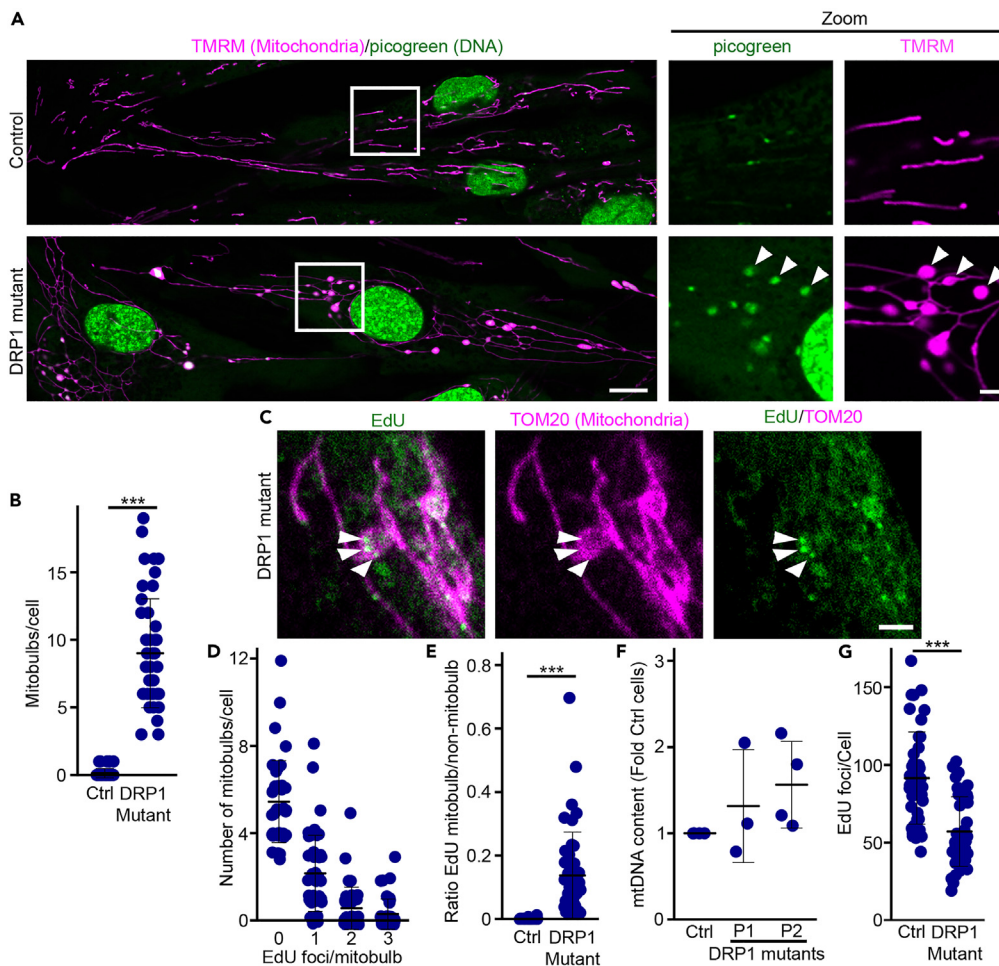 A
Zoom
TMRM (Mitochondria)/picogreen (DNA)
picogreen
TMRM
Control
DRP1 mutant
C
EdU
TOM20 (Mitochondria)
EdU/TOM20
DRP1 mutant
B
***
Mitobulbs/cell
15
10
5
0
Ctrl DRP1
Mutant
D
Number of mitobulbs/cell
12
8
4
0
0 1 2 3
EdU foci/mitobulb
E
***
Ratio EdU mitobulb/non-mitobulb
0.8
0.6
0.4
0.2
0
Ctrl DRP1
Mutant
F
mtDNA content (Fold Ctrl cells)
3
2
1
0
Ctrl P1 P2
DRP1 mutants
G
***
EdU foci/Cell
150
100
50
0
Ctrl DRP1
Mutant